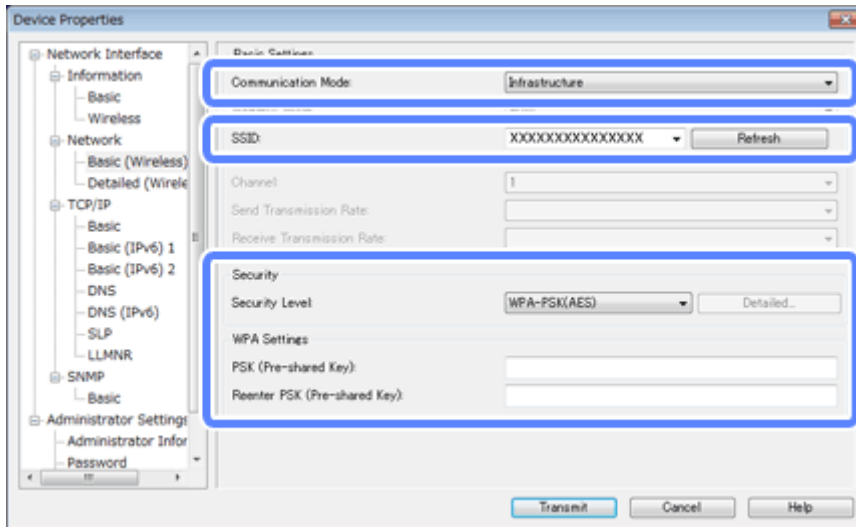 Device Properties
Network Interface
Information
Basic
Wireless
Network
Basic (Wireless)
Detailed (Wirele
TCP/IP
Basic
Basic (IPv6) 1
Basic (IPv6) 2
DNS
DNS (IPv6)
SLP
LLMNR
SNMP
Basic
Administrator Settings
Administrator Infor
Password
Basic Settings
Communication Mode: Infrastructure
SSID: XXXXXXXXXXXXXXX Refresh
Channel: 1
Send Transmission Rate:
Receive Transmission Rate:
Security
Security Level: WPA-PSK(AES) Detailed...
WPA Settings
PSK (Pre-shared Key):
Reenter PSK (Pre-shared Key):
Transmit Cancel Help